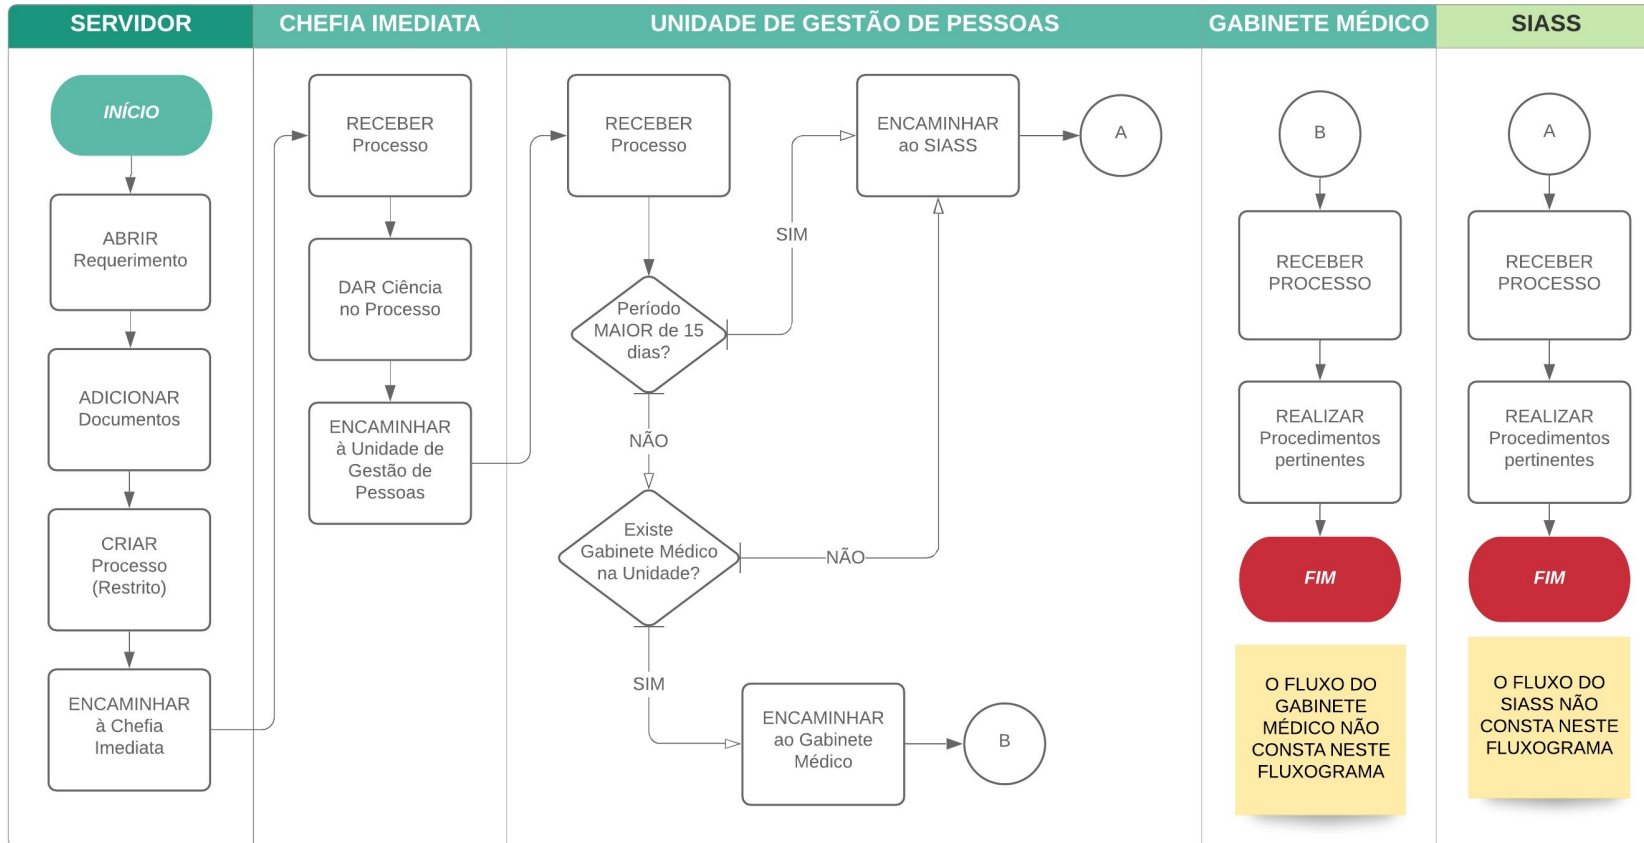 SERVIDOR
CHEFIA IMEDIATA
UNIDADE DE GESTÃO DE PESSOAS
GABINETE MÉDICO
SIASS
INÍCIO
ABRIR
Requerimento
ADICIONAR
Documentos
CRIAR
Processo
(Restrito)
ENCAMINHAR
à Chefia
Imediata
RECEBER
Processo
DAR Ciência
no Processo
ENCAMINHAR
à Unidade de
Gestão de
Pessoas
RECEBER
Processo
Período
MAIOR de 15
dias?
SIM
NÃO
ENCAMINHAR
ao SIASS
A
Existe
Gabinete Médico
na Unidade?
NÃO
SIM
ENCAMINHAR
ao Gabinete
Médico
B
B
RECEBER
PROCESSO
REALIZAR
Procedimentos
pertinentes
FIM
O FLUXO DO
GABINETE
MÉDICO NÃO
CONSTA NESTE
FLUXOGRAMA
A
RECEBER
PROCESSO
REALIZAR
Procedimentos
pertinentes
FIM
O FLUXO DO
SIASS NÃO
CONSTA NESTE
FLUXOGRAMA